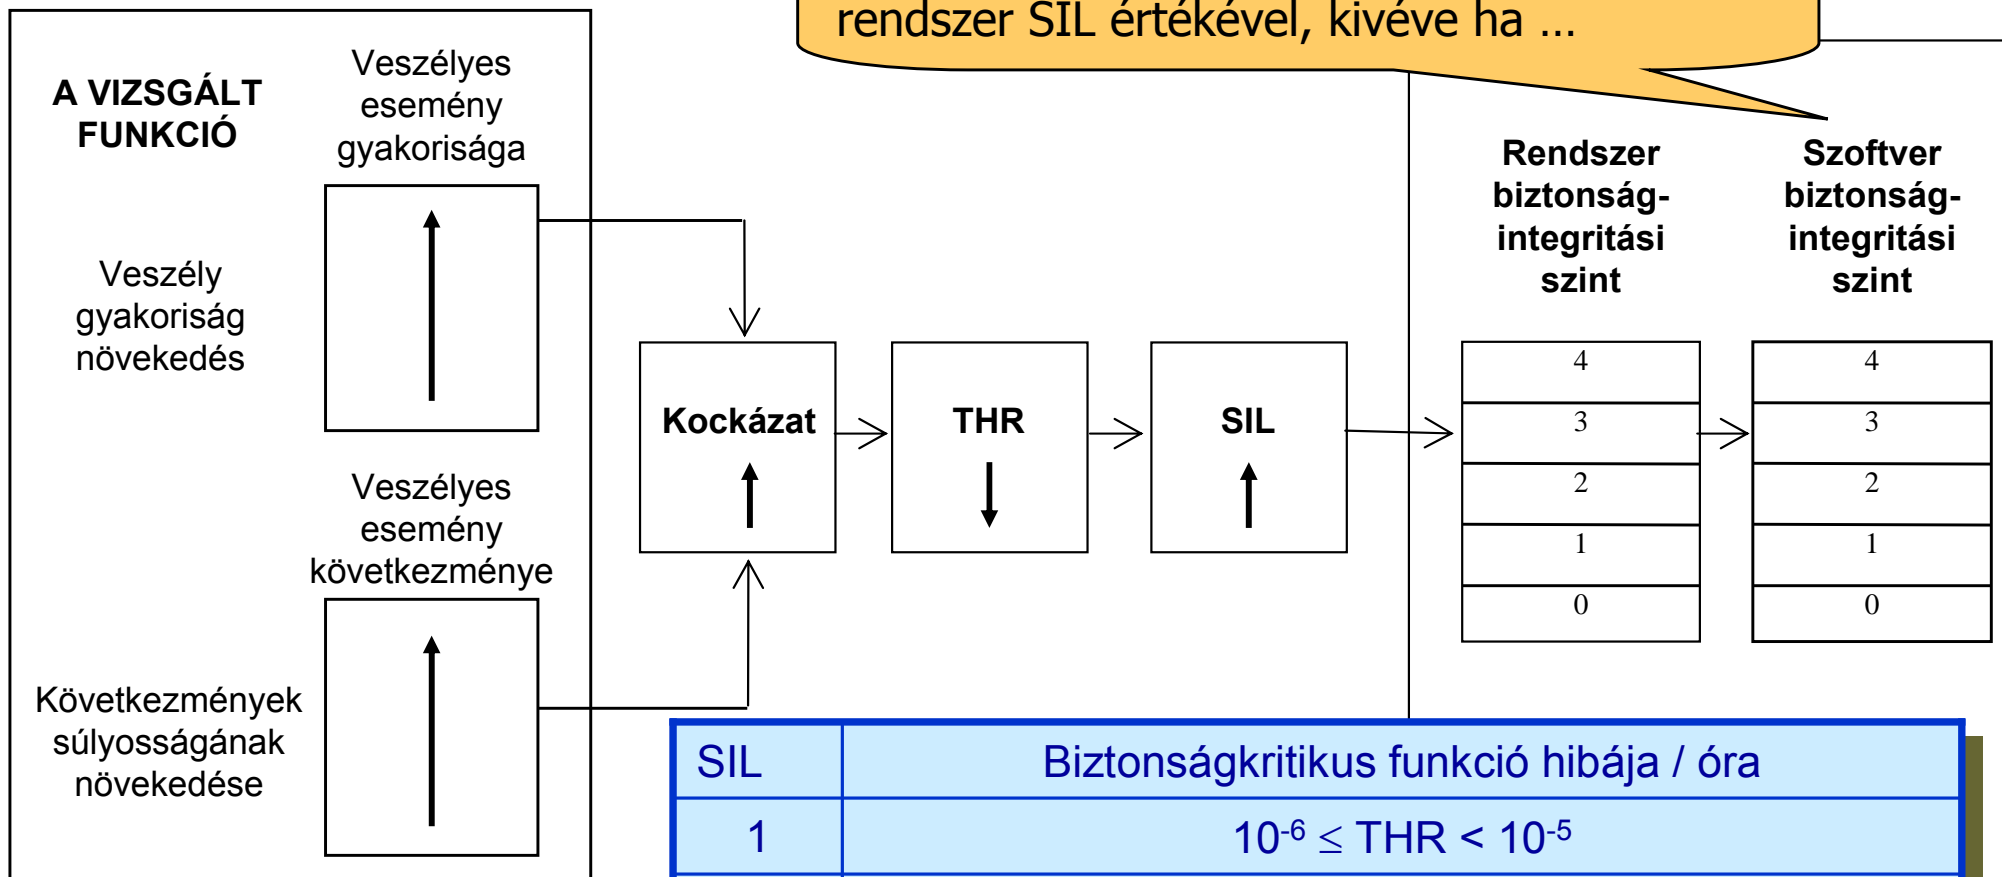 rendszer SIL értékével, kivéve ha ...
A VIZSGÁLT
FUNKCIÓ
Veszélyes
esemény
gyakorisága
Veszély
gyakoriság
növekedés
Veszélyes
esemény
következménye
Következmények
súlyosságának
növekedése
Kockázat
THR
SIL
Rendszer
biztonság-
integritási
szint
4
3
2
1
0
Szoftver
biztonság-
integritási
szint
4
3
2
1
0
SIL Biztonságkritikus funkció hibája / óra
1 10⁻⁶ ≤ THR < 10⁻⁵